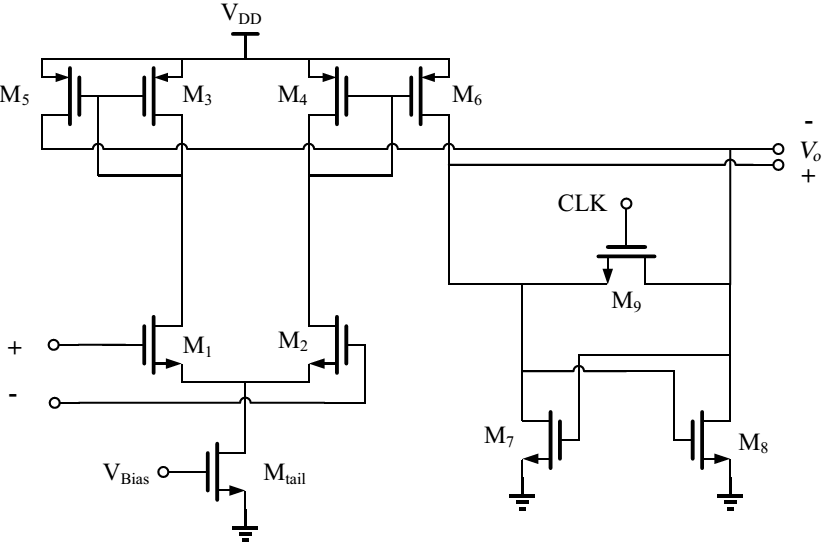 V_DD
M_5
M_3
M_4
M_6
-
V_o
+
CLK
M_9
+
M_1
M_2
-
M_7
M_8
V_Bias
M_tail